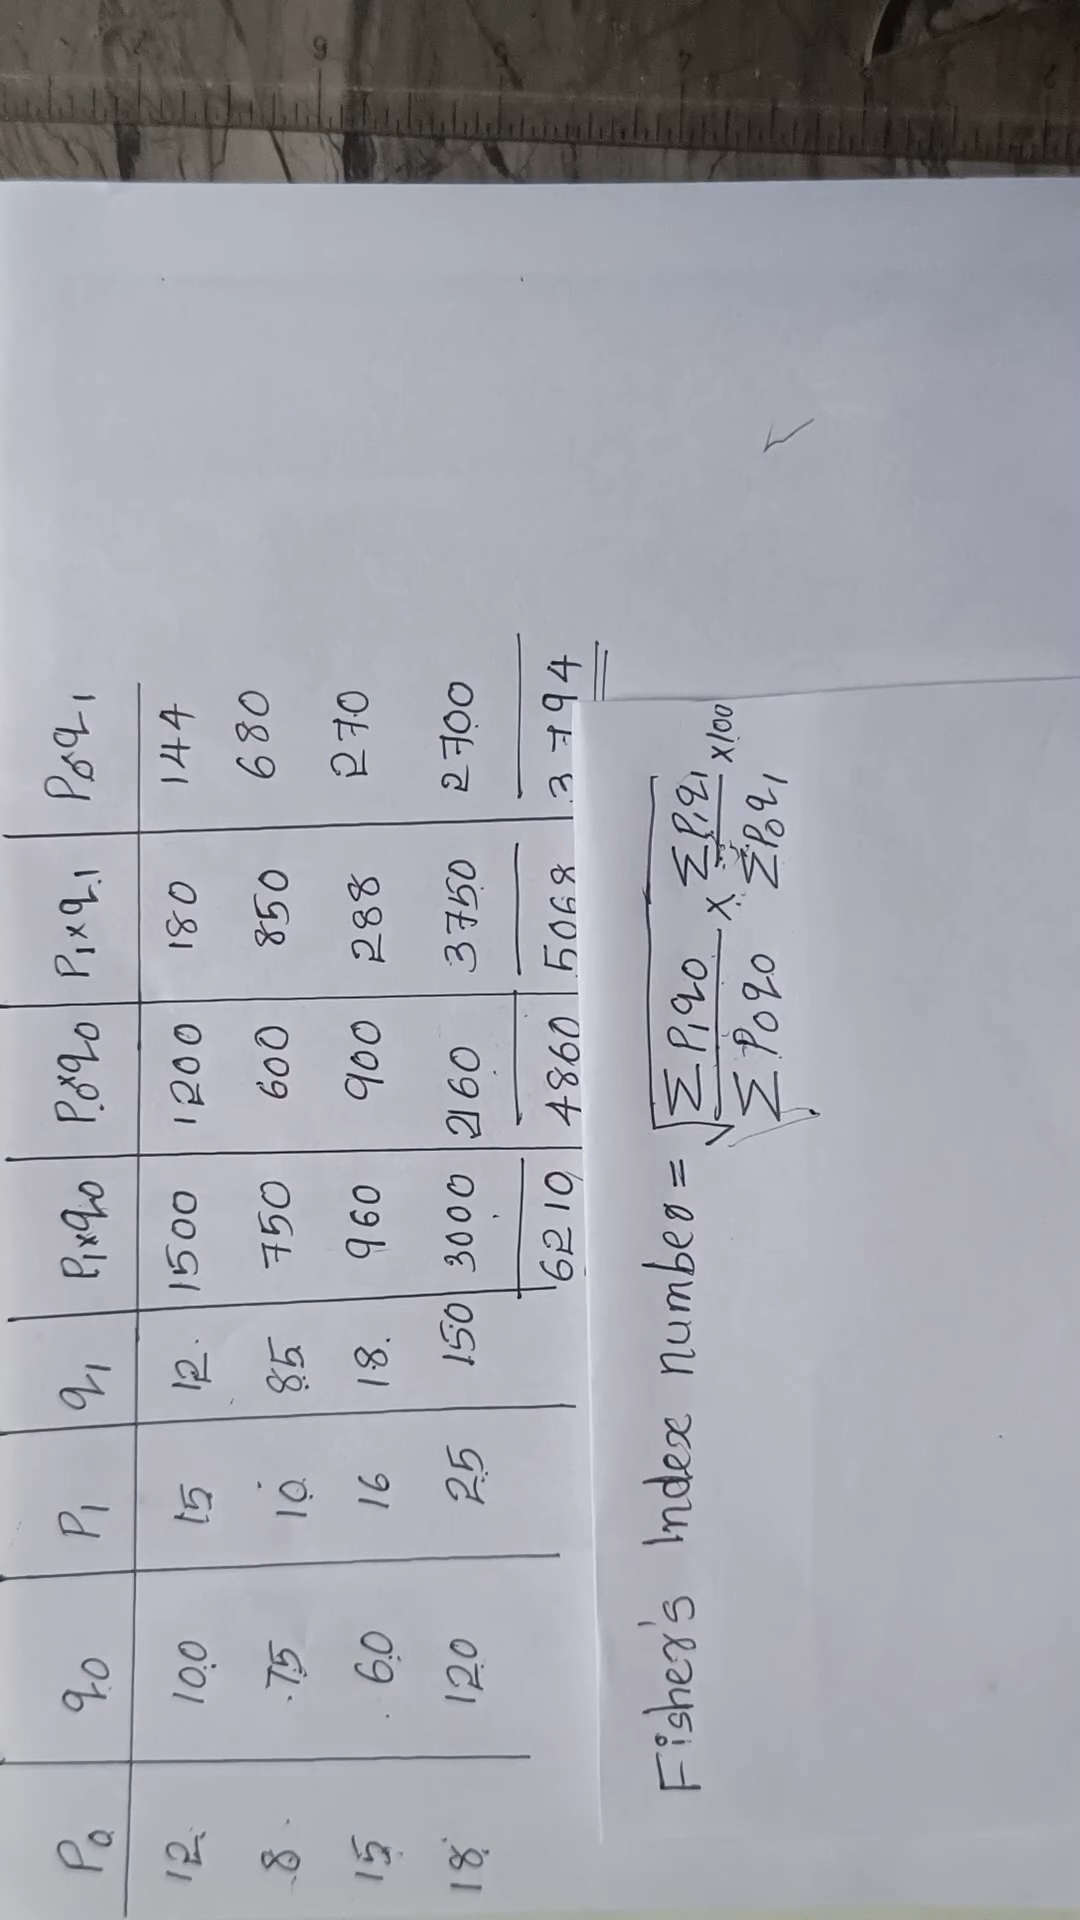 P0 q0 P1 q1 P1xq0 P0xq0 P1xq1 P0q1
12 100 15 12 1500 1200 180 144
8 75 10 85 750 600 850 680
15 60 16 18 960 900 288 270
18 120 25 150 3000 2160 3750 2700
6210 4860 5068 3794
Fisher's Index number = √ΣP1q0 x ΣP1q1 x100
ΣP0q0 ΣP0q1